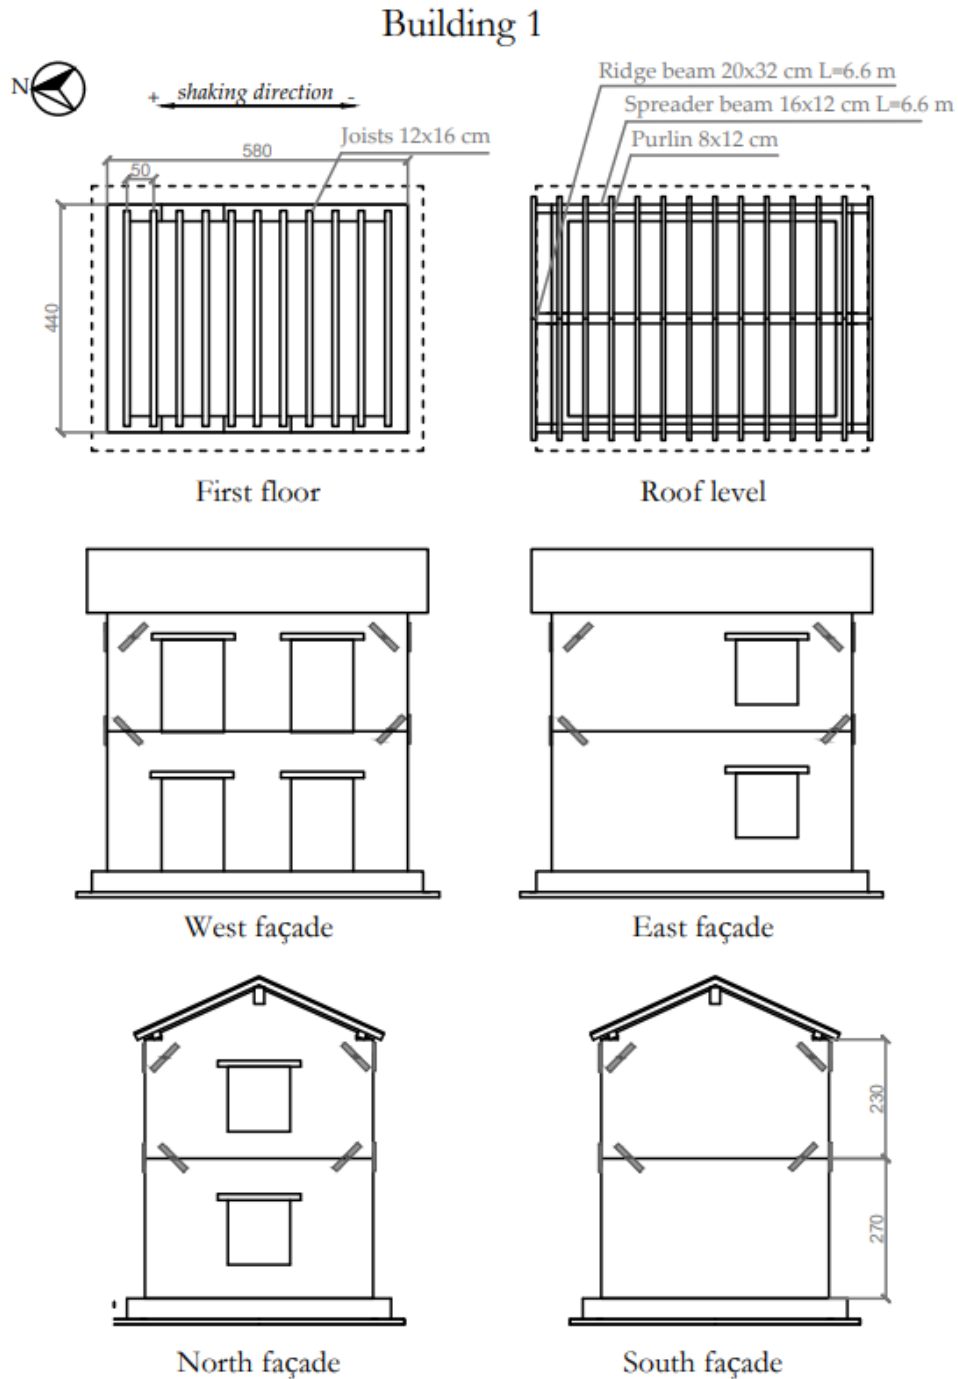 Building 1
N
+ shaking direction -
Ridge beam 20x32 cm L=6.6 m
Spreader beam 16x12 cm L=6.6 m
Purlin 8x12 cm
Joists 12x16 cm
580
50
440
First floor
Roof level
West façade
East façade
230
270
North façade
South façade